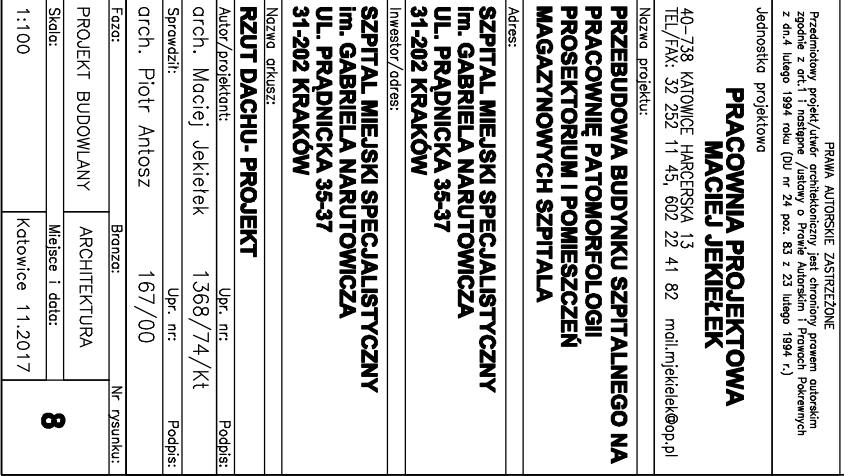 PRAWA AUTORSKIE ZASTRZEŻONE
Przedmiotowy projekt/utwór architektoniczny jest chroniony prawem autorskim
zgodnie z art.1 i następne /ustawy o Prawie Autorskim i Prawach Pokrewnych
z dn.4 lutego 1994 roku (DU nr 24 poz. 83 z 23 lutego 1994 r.)
Jednostka projektowa
PRACOWNIA PROJEKTOWA
MACIEJ JEKIEŁEK
40-738 KATOWICE HARCERSKA 13
TEL/FAX: 32 252 11 45, 602 22 41 82 mail.mjekielek@op.pl
Nazwa projektu:
PRZEBUDOWA BUDYNKU SZPITALNEGO NA
PRACOWNIĘ PATOMORFOLOGII
PROSEKTORIUM I POMIESZCZEŃ
MAGAZYNOWYCH SZPITALA
Adres:
SZPITAL MIEJSKI SPECJALISTYCZNY
im. GABRIELA NARUTOWICZA
UL. PRĄDNICKA 35-37
31-202 KRAKÓW
Inwestor/adres:
SZPITAL MIEJSKI SPECJALISTYCZNY
im. GABRIELA NARUTOWICZA
UL. PRĄDNICKA 35-37
31-202 KRAKÓW
Nazwa arkusz:
RZUT DACHU- PROJEKT
Autor/projektant: Upr. nr: Podpis:
arch. Maciej Jekiełek 1368/74/Kt
Sprawdził: Upr. nr: Podpis:
arch. Piotr Antosz 167/00
Faza: Branża: Nr rysunku:
PROJEKT BUDOWLANY ARCHITEKTURA 8
Skala: Miejsce i data:
1:100 Katowice 11.2017